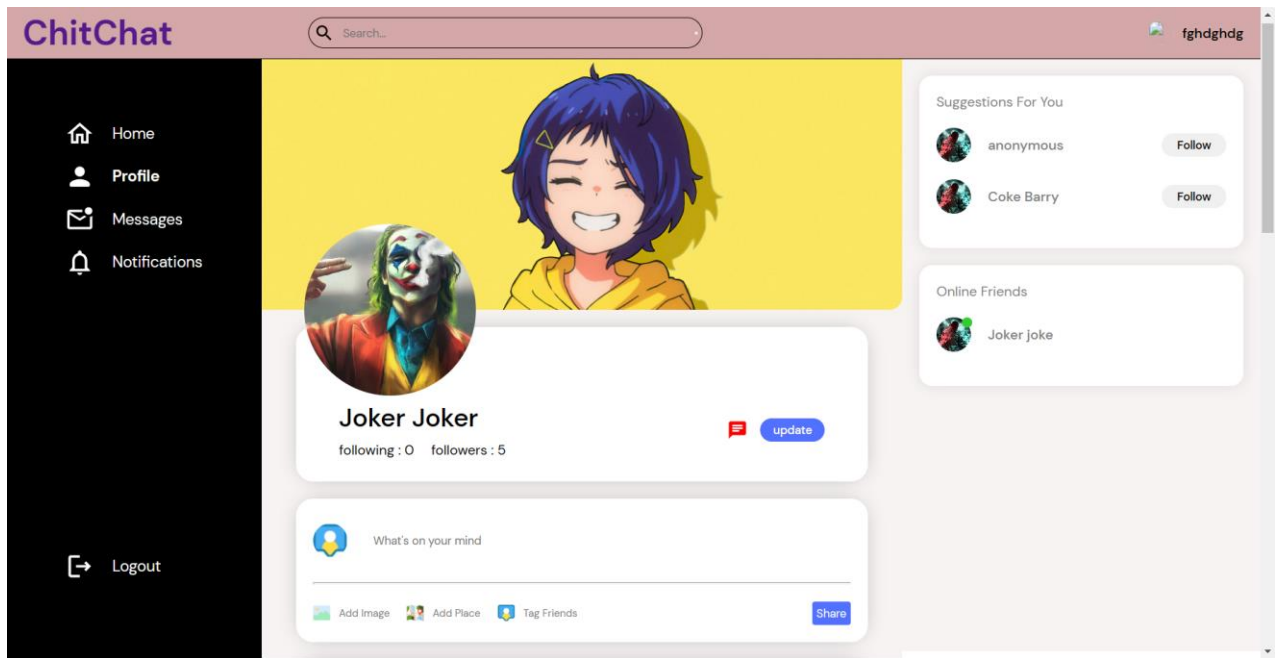 ChitChat
Search...
fghdghdg
Home
Profile
Messages
Notifications
Logout
Joker Joker
following : 0 followers : 5
update
What's on your mind
Add Image Add Place Tag Friends
Share
Suggestions For You
anonymous Follow
Coke Barry Follow
Online Friends
Joker joke